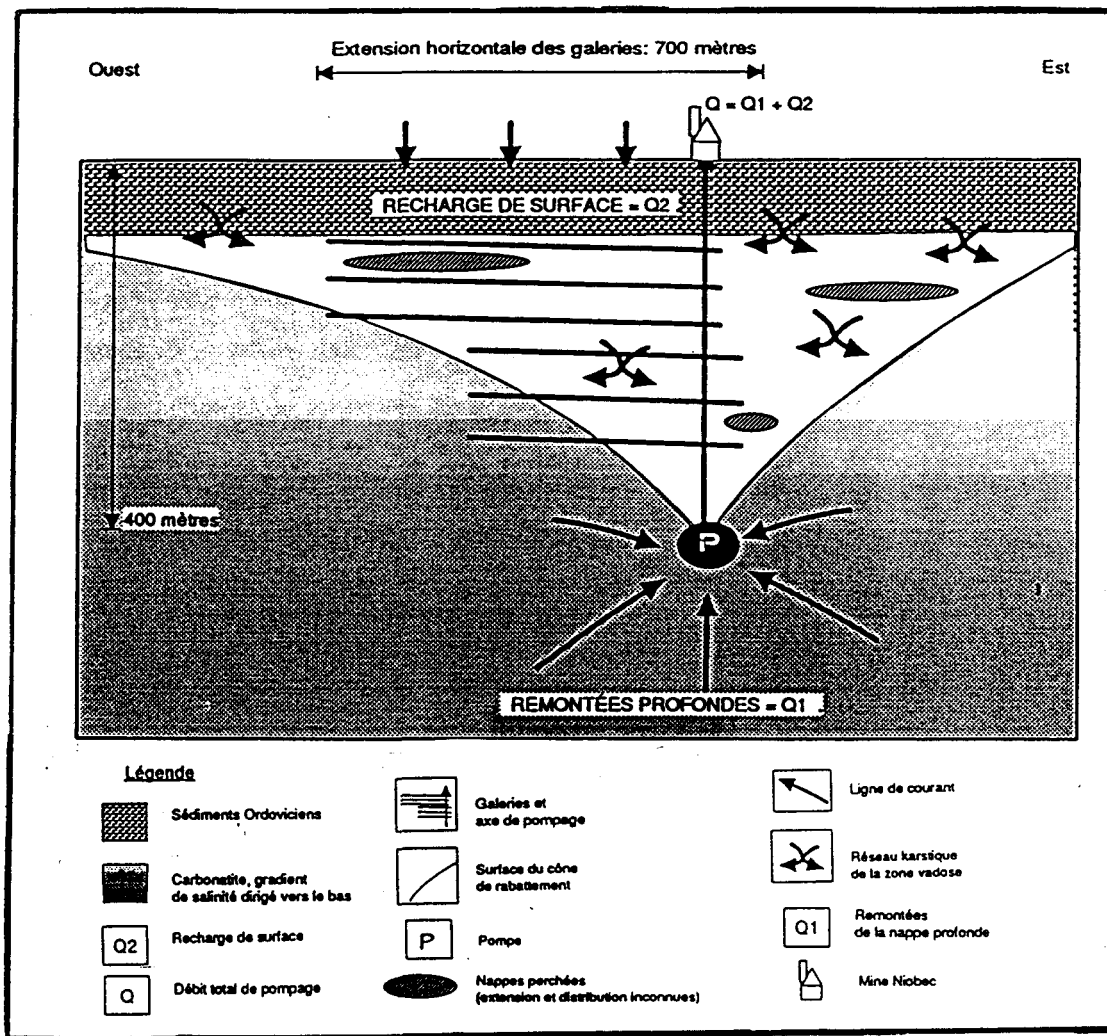 Extension horizontale des galeries: 700 mètres
Ouest
Est
Q = Q1 + Q2
RECHARGE DE SURFACE = Q2
400 mètres
P
REMONTÉES PROFONDES = Q1
Légende
Sédiments Ordoviciens
Carbonatite, gradient
de salinité dirigé vers le bas
Q2
Recharge de surface
Q
Débit total de pompage
Galeries et
axe de pompage
Surface du cône
de rabattement
P
Pompe
Nappes perchées
(extension et distribution inconnues)
Ligne de courant
Réseau karstique
de la zone vadose
Q1
Remontées
de la nappe profonde
Mine Niobec